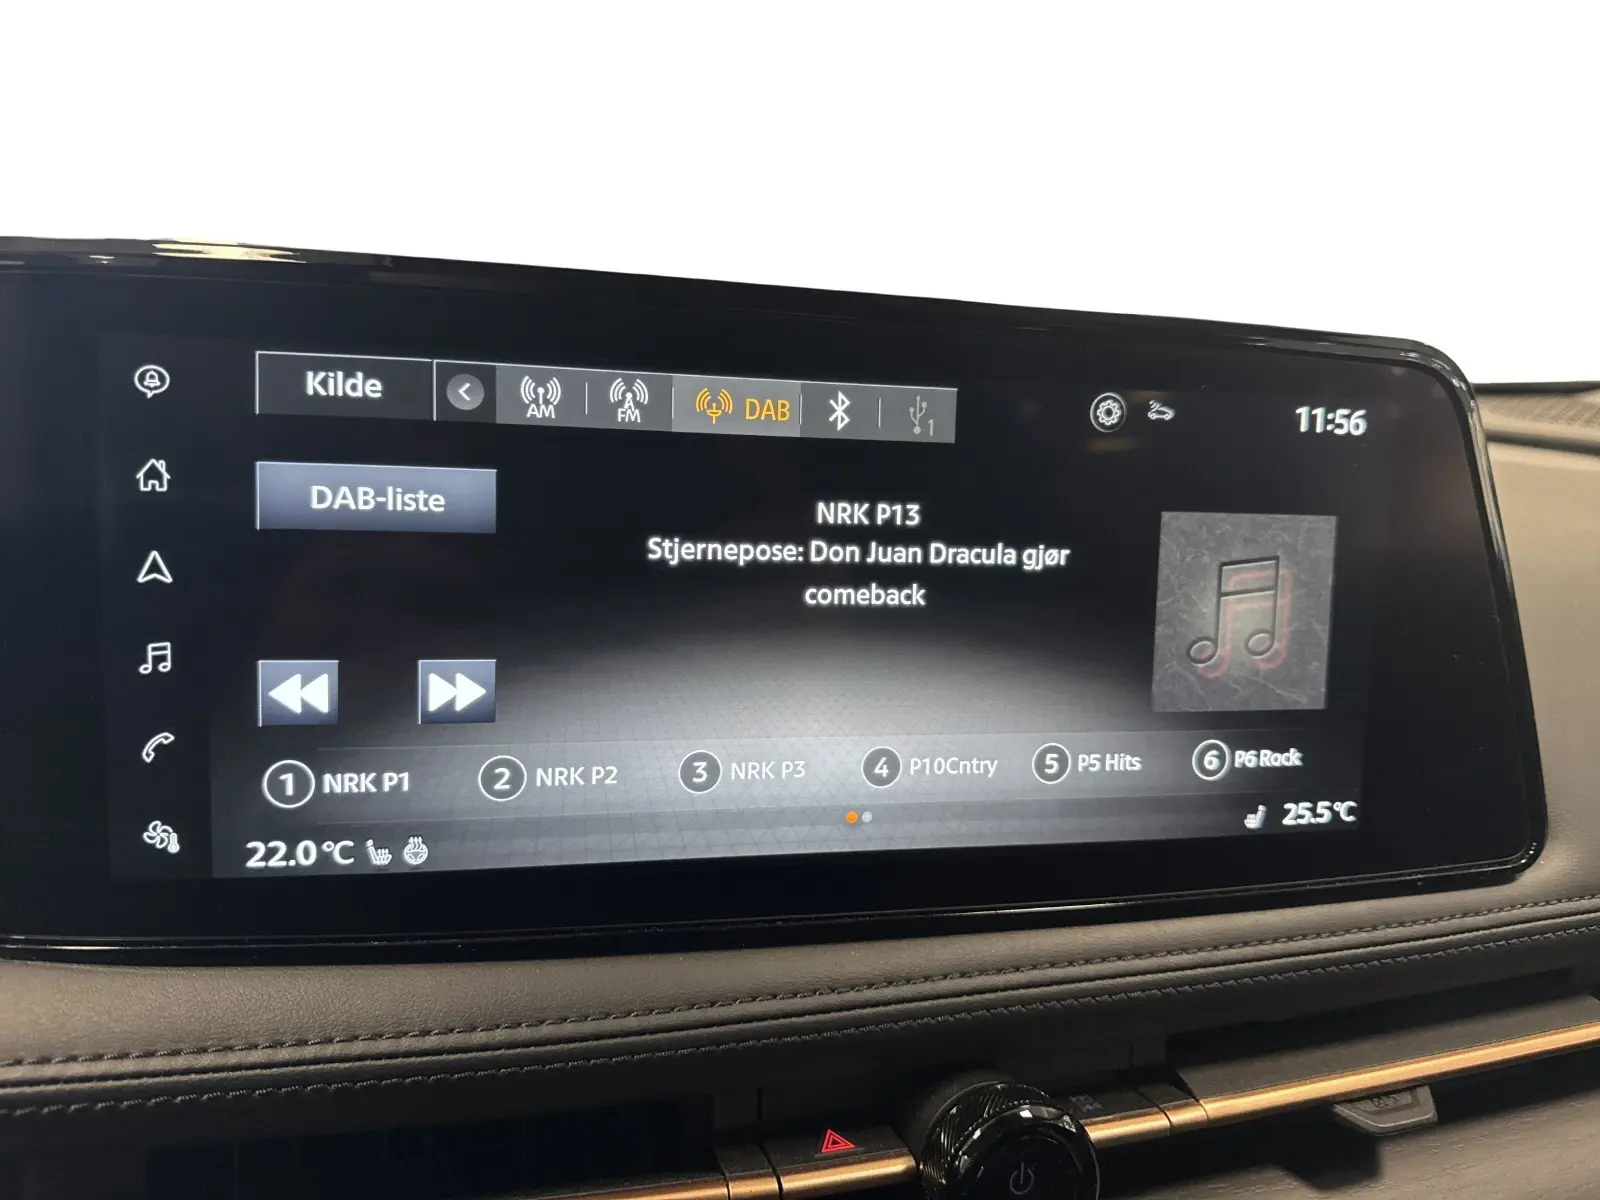 Kilde
AM
FM
DAB
1
11:56
DAB-liste
NRK P13
Stjernepose: Don Juan Dracula gjør
comeback
1 NRK P1
2 NRK P2
3 NRK P3
4 P10Cntry
5 P5 Hits
6 P6 Rock
22.0 °C
25.5°C